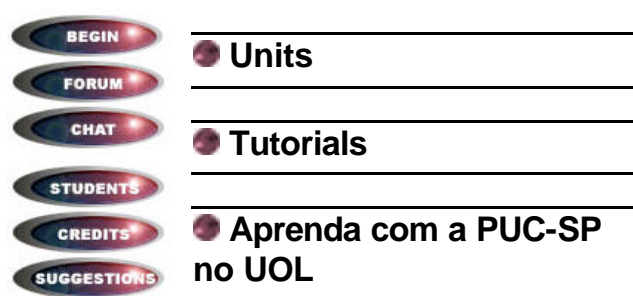 BEGIN
FORUM
CHAT
STUDENTS
CREDITS
SUGGESTIONS
Units
Tutorials
Aprenda com a PUC-SP
no UOL